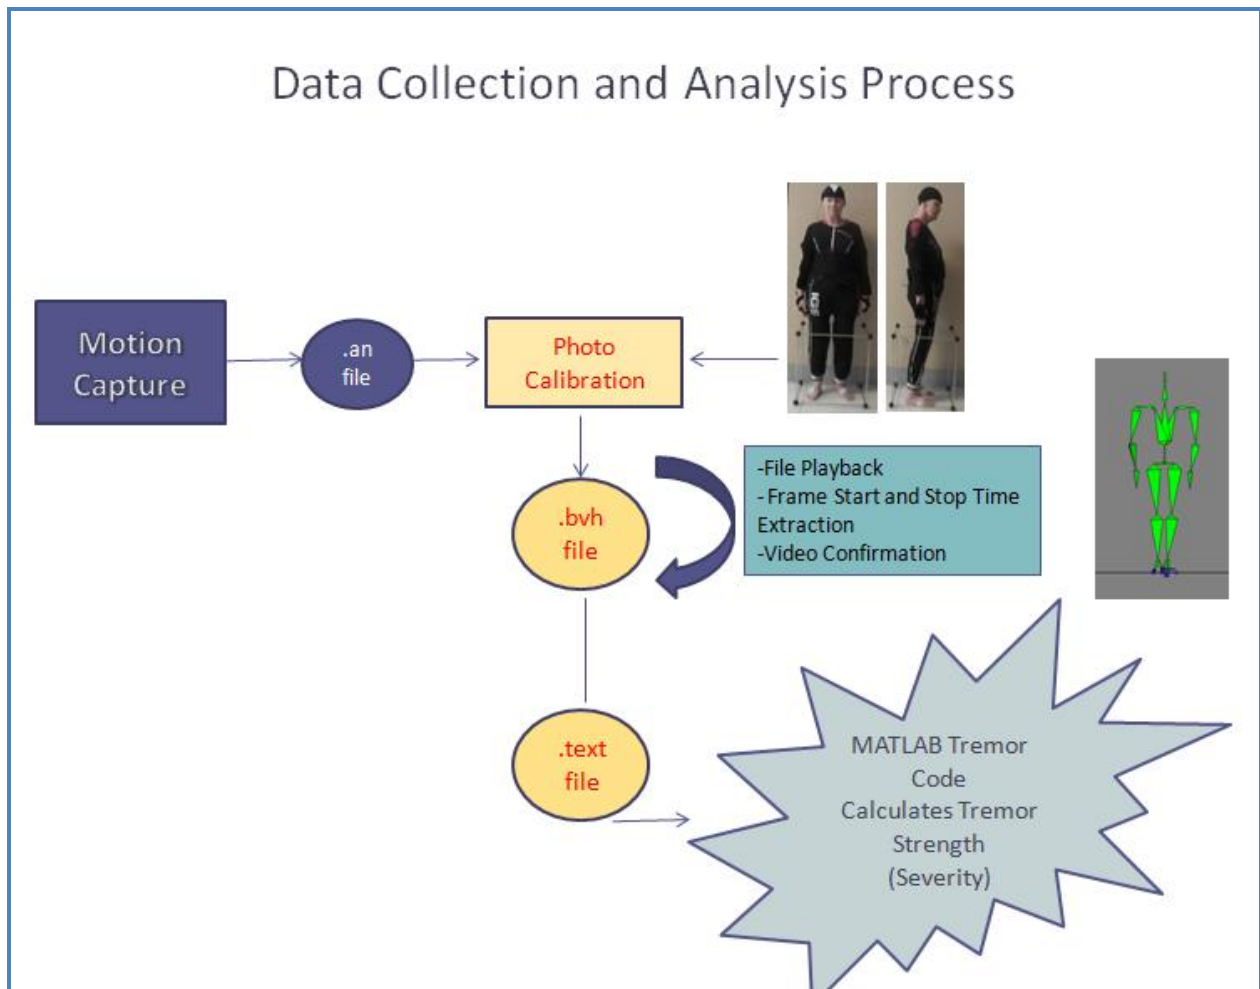 Data Collection and Analysis Process
Motion
Capture
.an
file
Photo
Calibration
.bvh
file
-File Playback
-Frame Start and Stop Time
Extraction
-Video Confirmation
.text
file
MATLAB Tremor
Code
Calculates Tremor
Strength
(Severity)